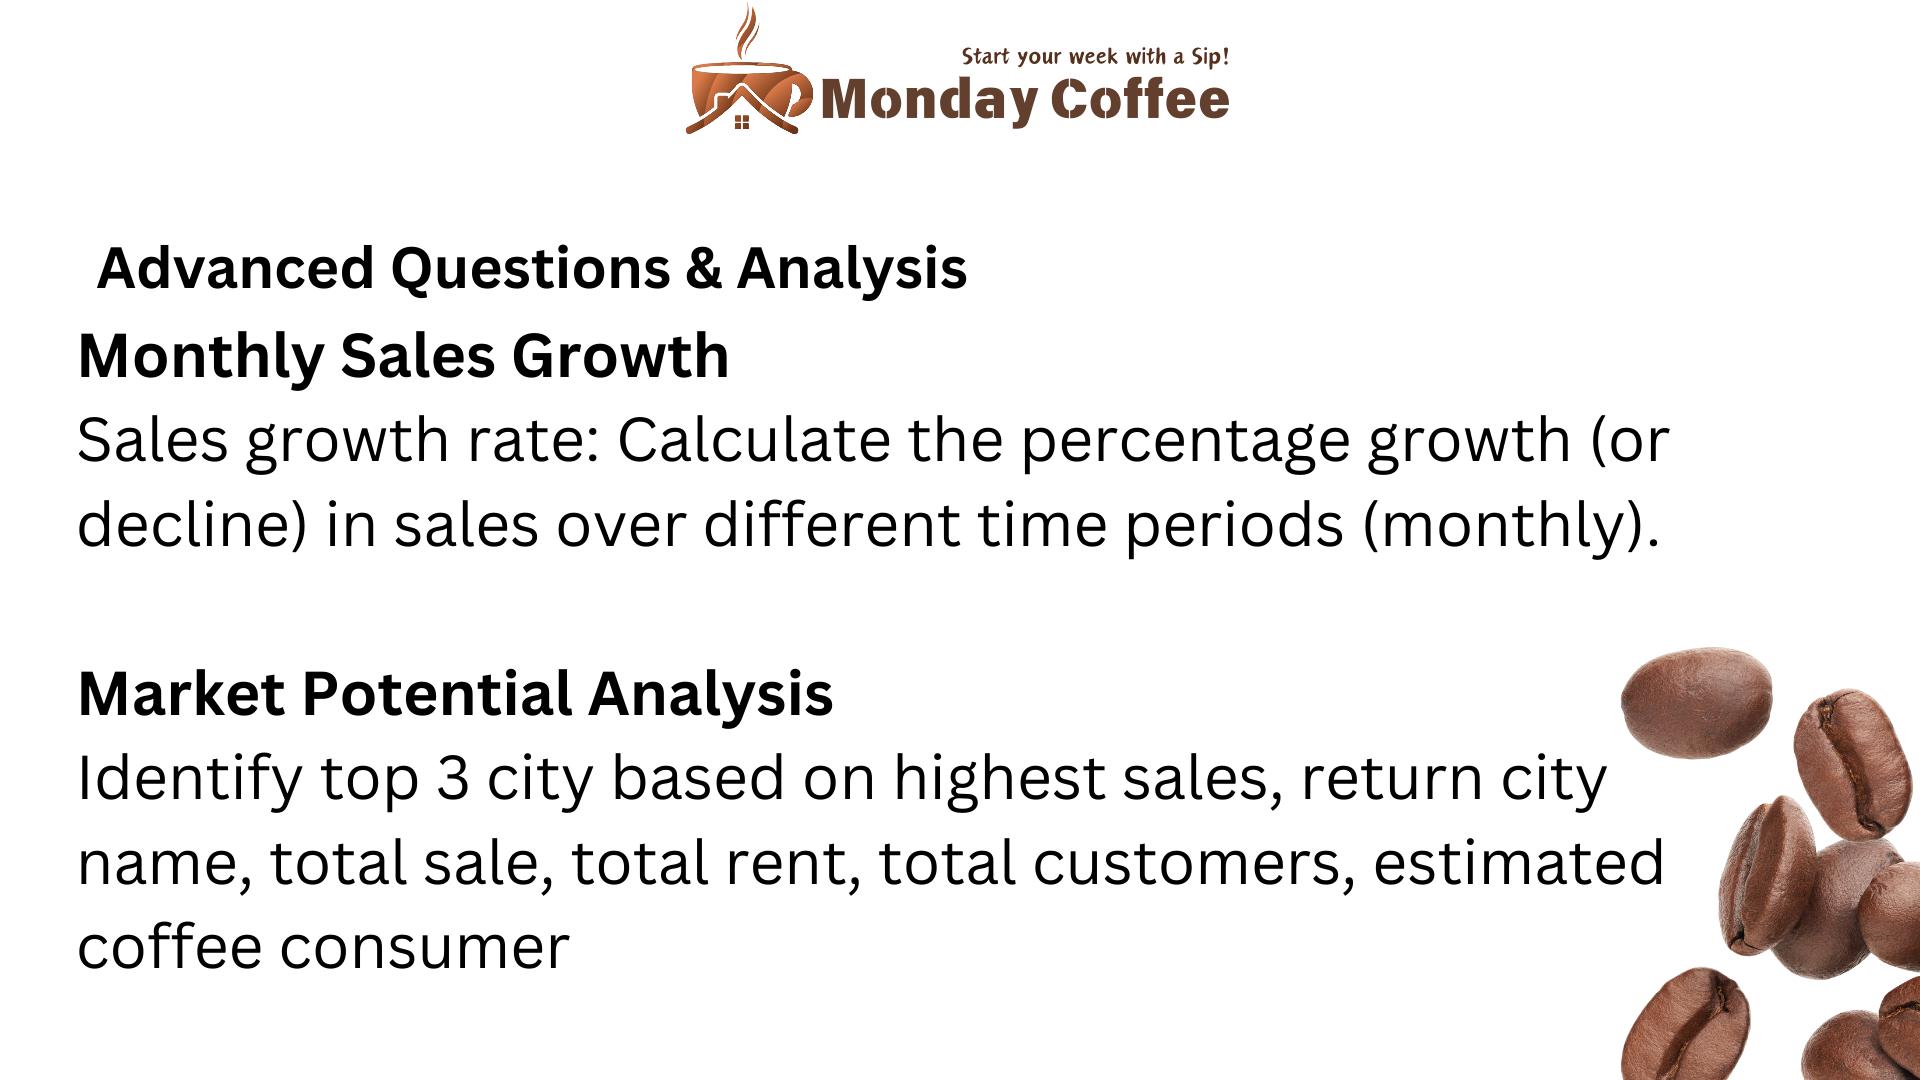 Start your week with a Sip!
Monday Coffee
Advanced Questions & Analysis
Monthly Sales Growth
Sales growth rate: Calculate the percentage growth (or
decline) in sales over different time periods (monthly).
Market Potential Analysis
Identify top 3 city based on highest sales, return city
name, total sale, total rent, total customers, estimated
coffee consumer